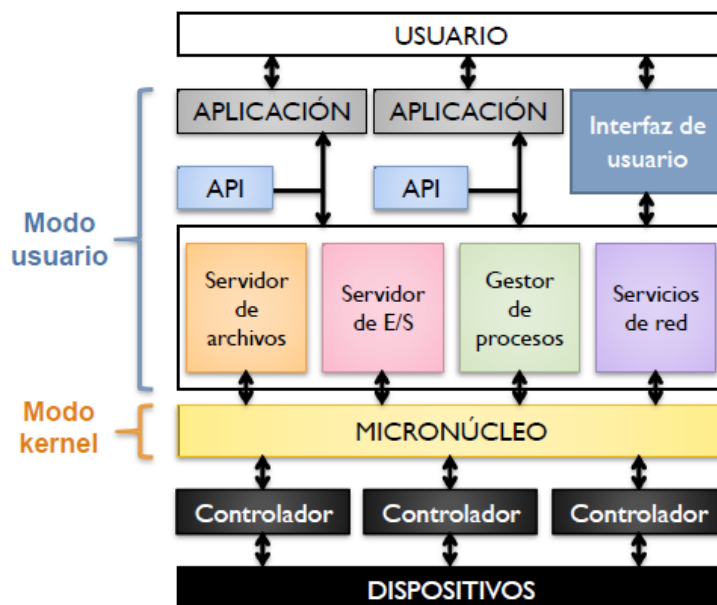 USUARIO
APLICACIÓN
APLICACIÓN
Interfaz de
usuario
API
API
Modo
usuario
Servidor
de
archivos
Servidor
de E/S
Gestor
de
procesos
Servicios
de red
Modo
kernel
MICRONÚCLEO
Controlador
Controlador
Controlador
DISPOSITIVOS